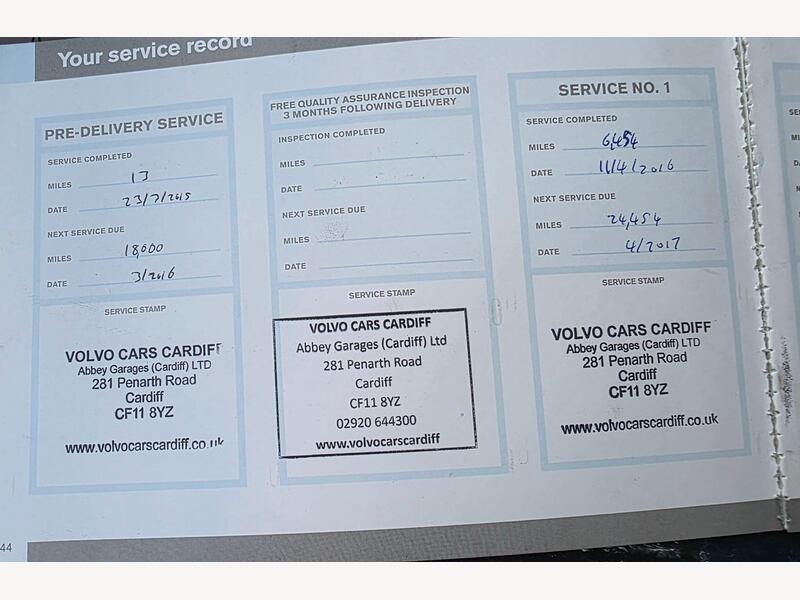 Your service record
PRE-DELIVERY SERVICE
SERVICE COMPLETED
MILES 13
DATE 23/7/2015
NEXT SERVICE DUE
MILES 18,000
DATE 3/2016
SERVICE STAMP
VOLVO CARS CARDIFF
Abbey Garages (Cardiff) LTD
281 Penarth Road
Cardiff
CF11 8YZ
www.volvocarscardiff.co.uk
FREE QUALITY ASSURANCE INSPECTION
3 MONTHS FOLLOWING DELIVERY
INSPECTION COMPLETED
MILES
DATE
NEXT SERVICE DUE
MILES
DATE
SERVICE STAMP
VOLVO CARS CARDIFF
Abbey Garages (Cardiff) Ltd
281 Penarth Road
Cardiff
CF11 8YZ
02920 644300
www.volvocarscardiff
SERVICE NO. 1
SERVICE COMPLETED
MILES 6,454
DATE 11/4/2016
NEXT SERVICE DUE
MILES 24,454
DATE 4/2017
SERVICE STAMP
VOLVO CARS CARDIFF
Abbey Garages (Cardiff) LTD
281 Penarth Road
Cardiff
CF11 8YZ
www.volvocarscardiff.co.uk
44